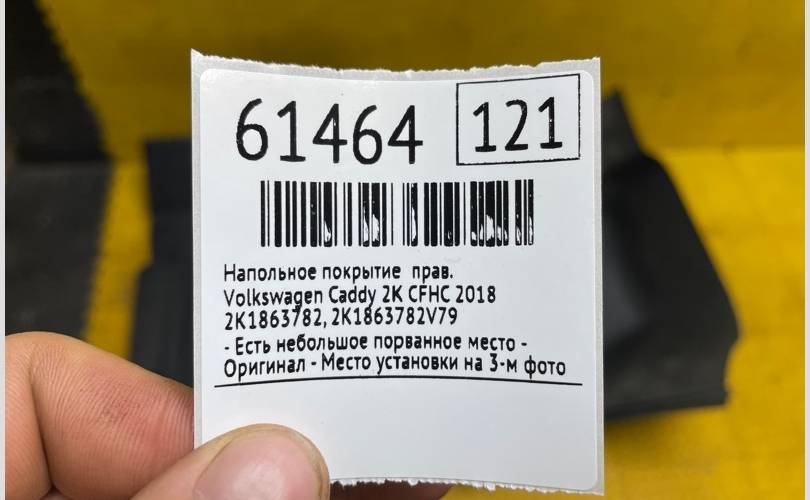 61464 121
Напольное покрытие прав.
Volkswagen Caddy 2K CFHC 2018
2K1863782, 2K1863782V79
- Есть небольшое порванное место -
Оригинал - Место установки на 3-м фото